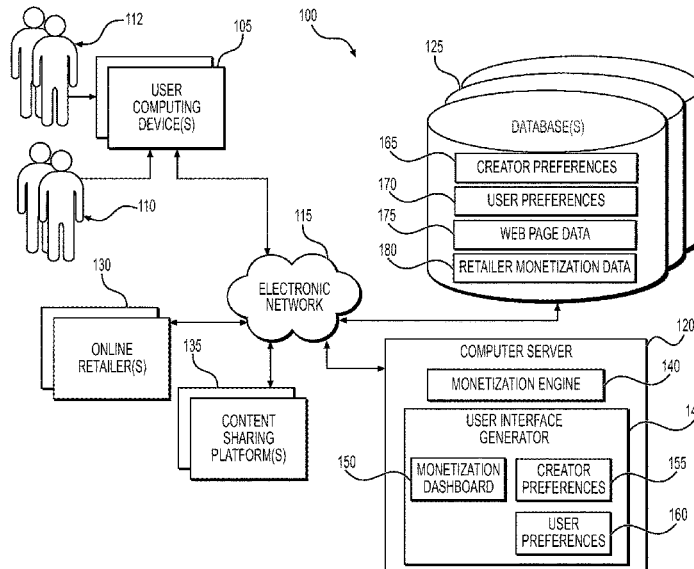 112
105
100
125
USER
COMPUTING
DEVICE(S)
DATABASE(S)
165
CREATOR PREFERENCES
170
USER PREFERENCES
175
WEB PAGE DATA
180
RETAILER MONETIZATION DATA
110
115
ELECTRONIC
NETWORK
130
ONLINE
RETAILER(S)
135
CONTENT
SHARING
PLATFORM(S)
120
COMPUTER SERVER
140
MONETIZATION ENGINE
USER INTERFACE
GENERATOR
150
MONETIZATION
DASHBOARD
CREATOR
PREFERENCES
155
USER
PREFERENCES
160